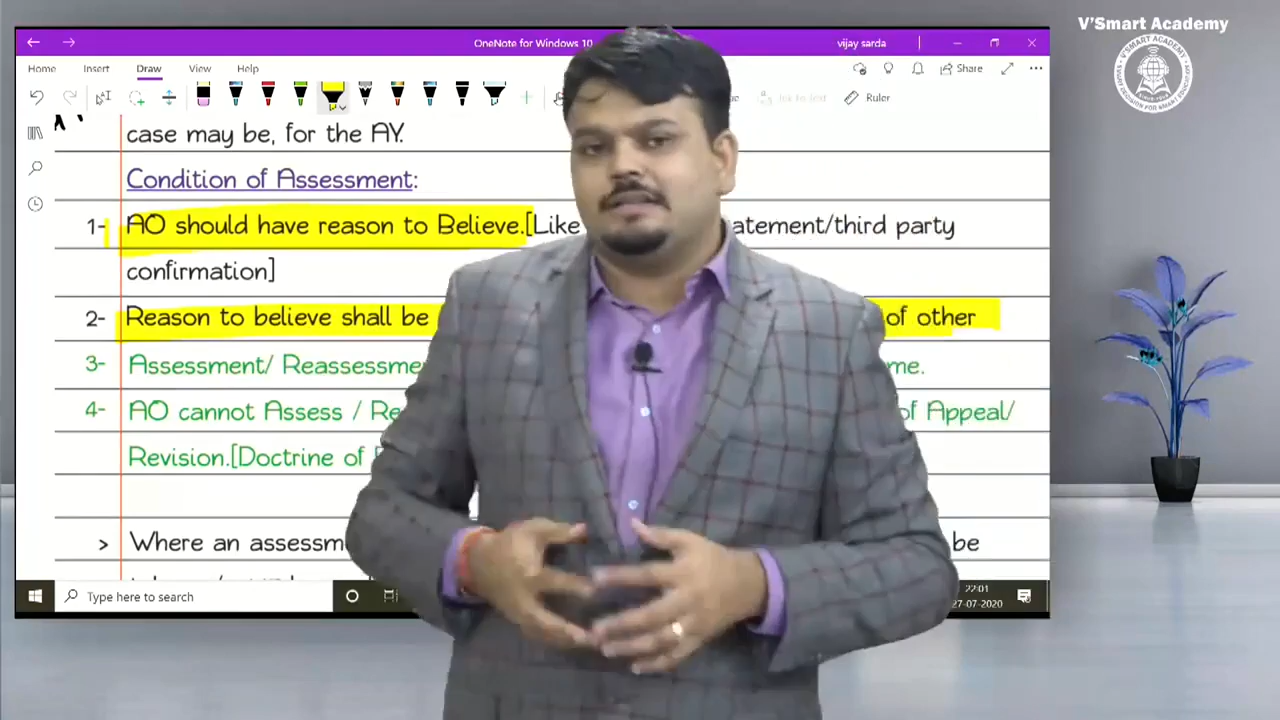 V'Smart Academy
OneNote for Windows 10
vijay sarda
Home Insert Draw View Help
Share
Ink to Text
Ruler
case may be, for the AY.
Condition of Assessment:
1- AO should have reason to Believe.[Like atement/third party
confirmation]
2- Reason to believe shall be of other
3- Assessment/ Reassessme me.
4- AO cannot Assess / Re of Appeal/
Revision.[Doctrine of
> Where an assessm be
Type here to search
22:01
27-07-2020